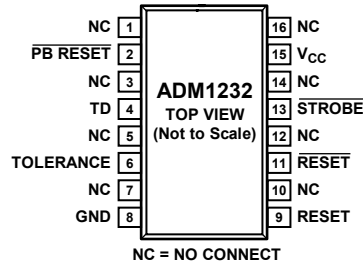 NC 1 16 NC
PB RESET 2 15 VCC
NC 3 14 NC
ADM1232
TD 4 TOP VIEW 13 STROBE
NC 5 (Not to Scale) 12 NC
TOLERANCE 6 11 RESET
NC 7 10 NC
GND 8 9 RESET
NC = NO CONNECT